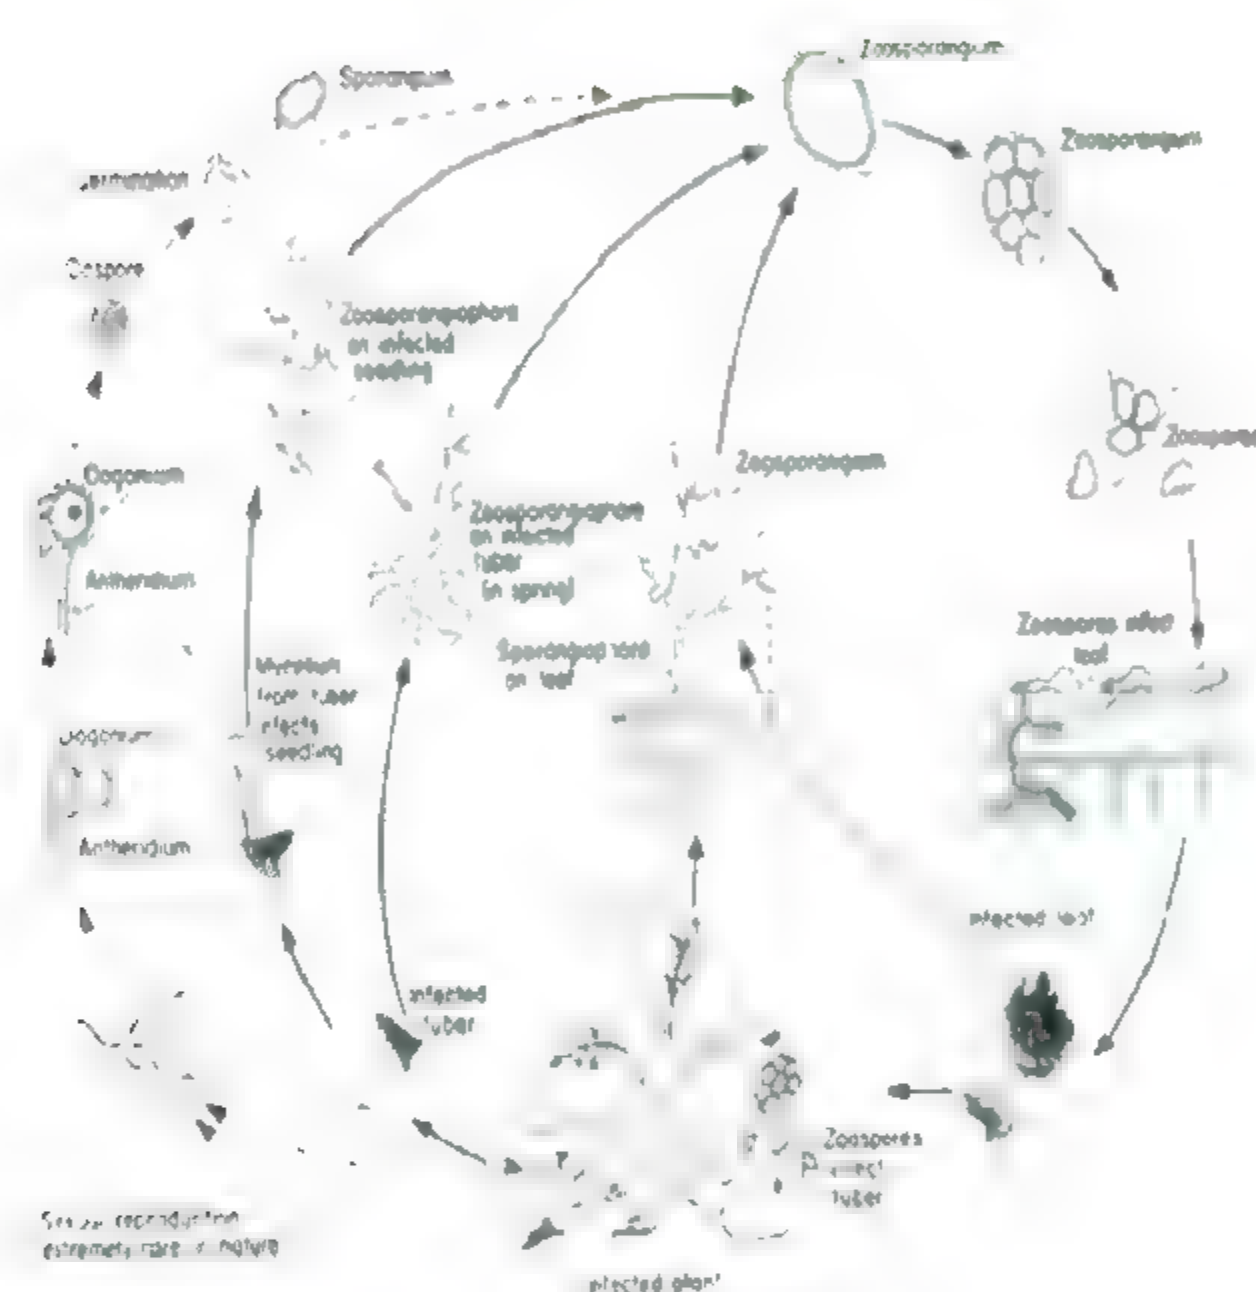 Zoosporangium
Sporangium
Zoosporangium
Germination
Oospore
Zoosporangiophore
on infected
seedling
Zoospores
Zoosporangium
Oogonium
Zoosporangiophore
on infected
tuber
(in spring)
Antheridium
Zoospores infect
leaf
Sporangiophore
on leaf
Mycelium
from tuber
infects
seedling
Oogonium
Antheridium
Infected leaf
Infected
tuber
Zoospores
infect
tuber
reproduction
extremely rare in nature
Infected plant